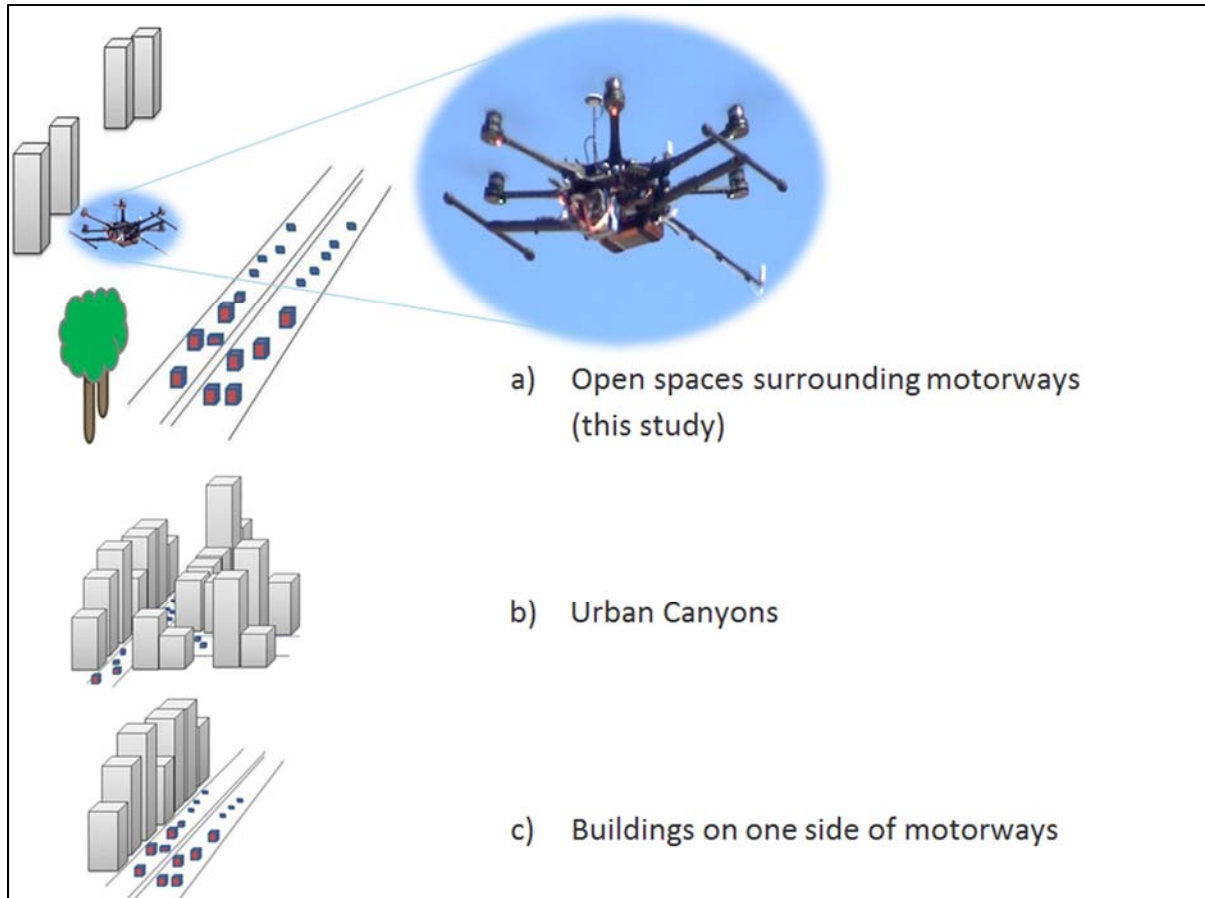 a) Open spaces surrounding motorways
(this study)
b) Urban Canyons
c) Buildings on one side of motorways